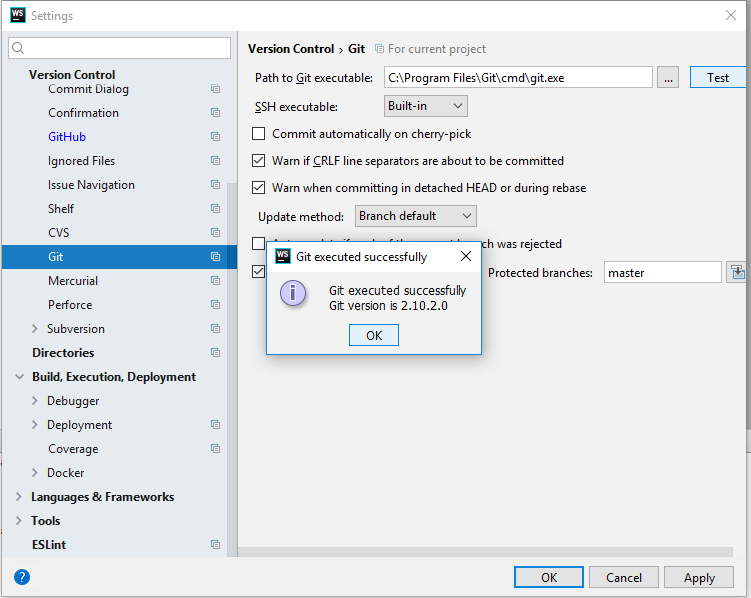 WS Settings
Version Control
Commit Dialog
Confirmation
GitHub
Ignored Files
Issue Navigation
Shelf
CVS
Git
Mercurial
Perforce
Subversion
Directories
Build, Execution, Deployment
Debugger
Deployment
Coverage
Docker
Languages & Frameworks
Tools
ESLint
?
Version Control › Git For current project
Path to Git executable: C:\Program Files\Git\cmd\git.exe ... Test
SSH executable: Built-in
Commit automatically on cherry-pick
Warn if CRLF line separators are about to be committed
Warn when committing in detached HEAD or during rebase
Update method: Branch default
was rejected
Protected branches: master
WS Git executed successfully
Git executed successfully
Git version is 2.10.2.0
OK
OK Cancel Apply